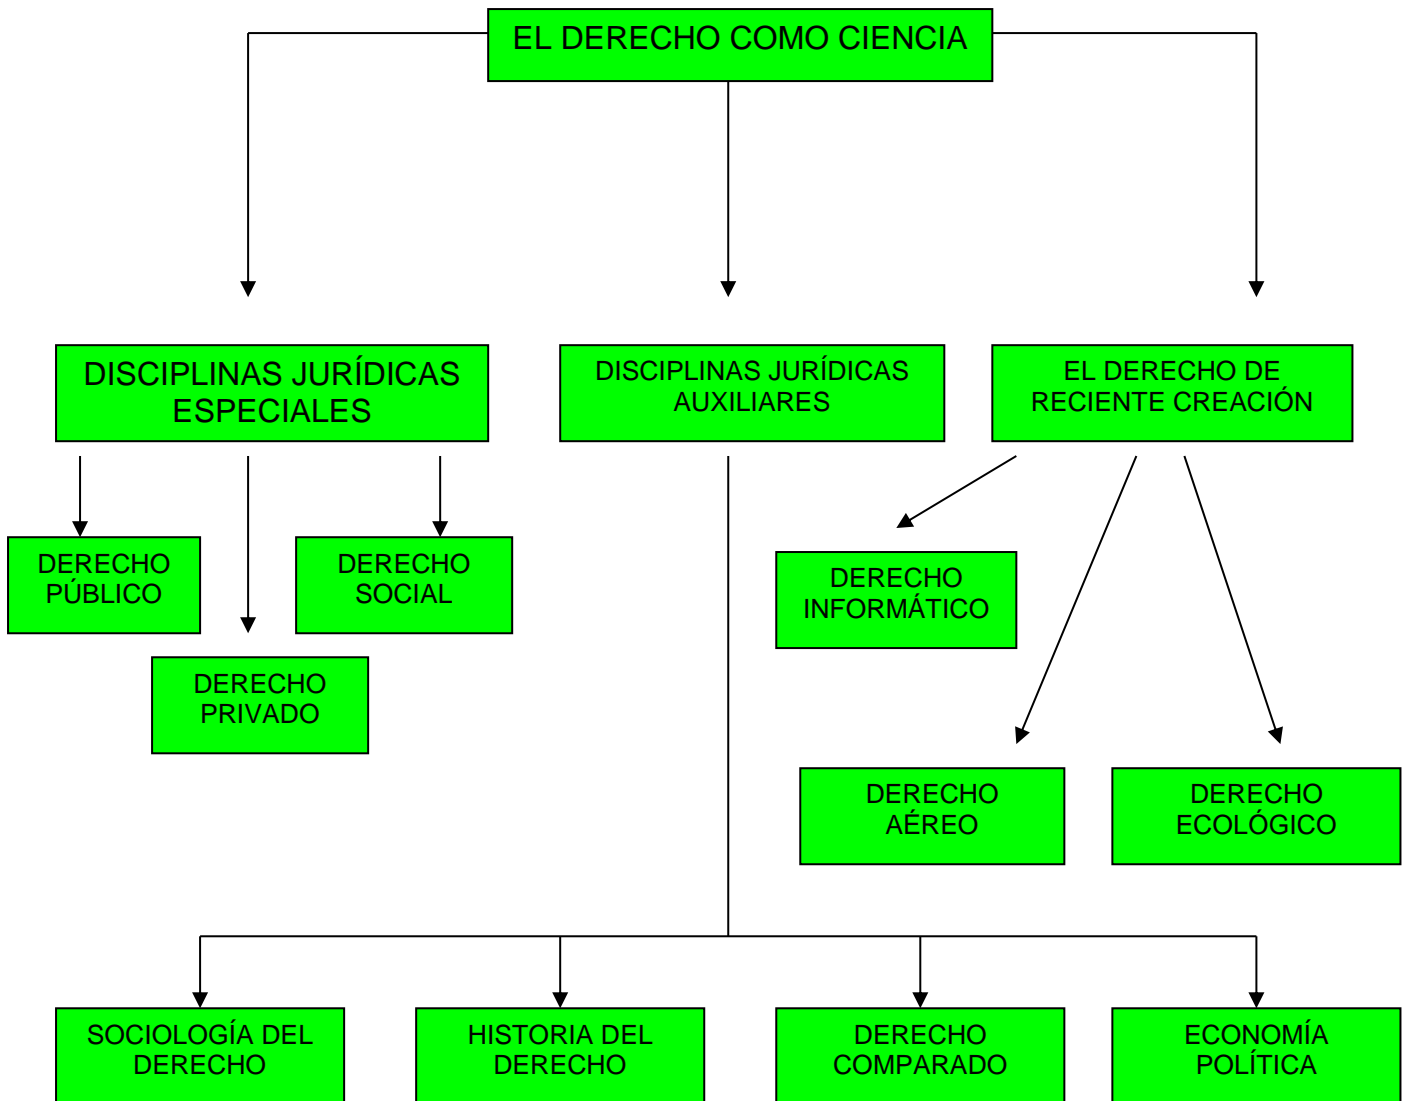 EL DERECHO COMO CIENCIA
DISCIPLINAS JURÍDICAS
ESPECIALES
DISCIPLINAS JURÍDICAS
AUXILIARES
EL DERECHO DE
RECIENTE CREACIÓN
DERECHO
PÚBLICO
DERECHO
SOCIAL
DERECHO
INFORMÁTICO
DERECHO
PRIVADO
DERECHO
AÉREO
DERECHO
ECOLÓGICO
SOCIOLOGÍA DEL
DERECHO
HISTORIA DEL
DERECHO
DERECHO
COMPARADO
ECONOMÍA
POLÍTICA